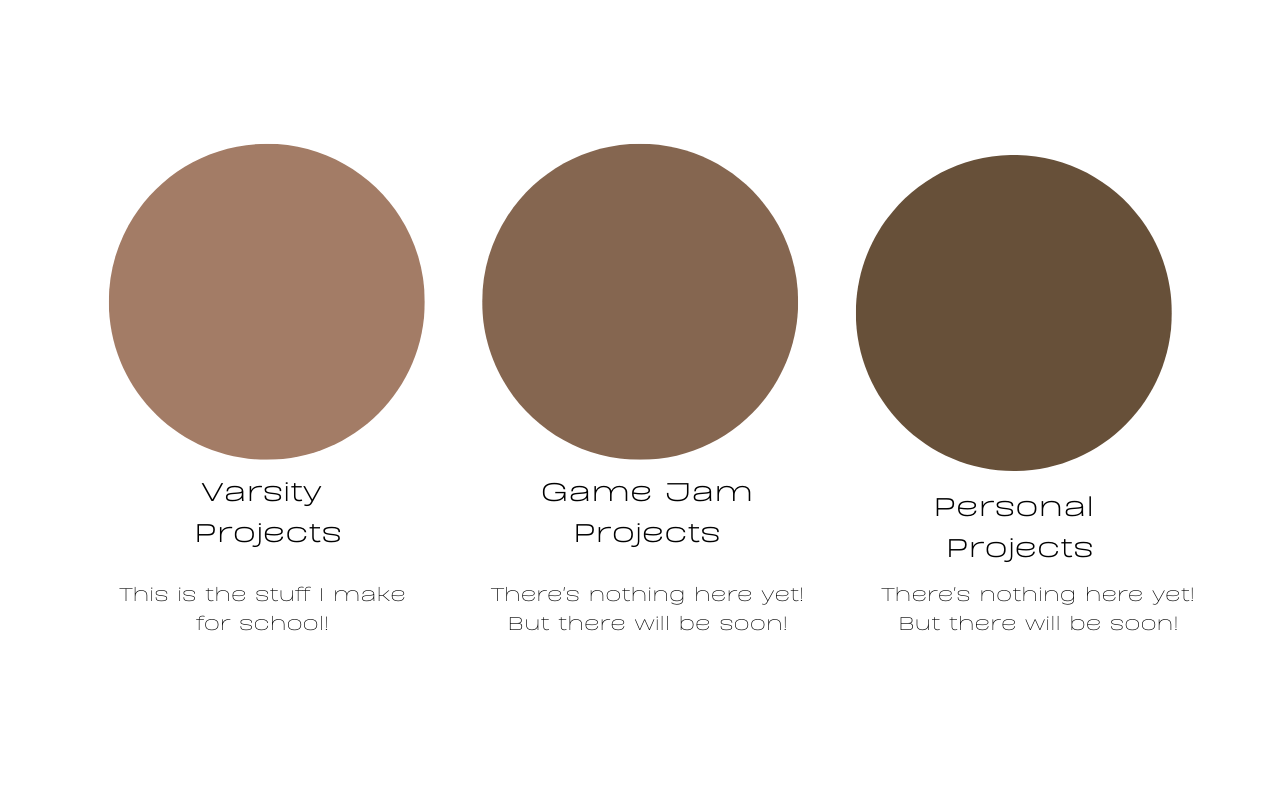 Varsity
Projects
This is the stuff I make
for school!
Game Jam
Projects
There's nothing here yet!
But there will be soon!
Personal
Projects
There's nothing here yet!
But there will be soon!